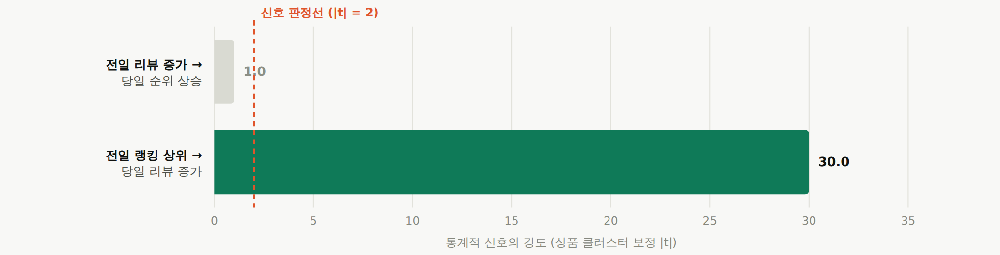 신호 판정선 (|t| = 2)
전일 리뷰 증가 →
당일 순위 상승
1.0
전일 랭킹 상위 →
당일 리뷰 증가
30.0
0 5 10 15 20 25 30 35
통계적 신호의 강도 (상품 클러스터 보정 |t|)